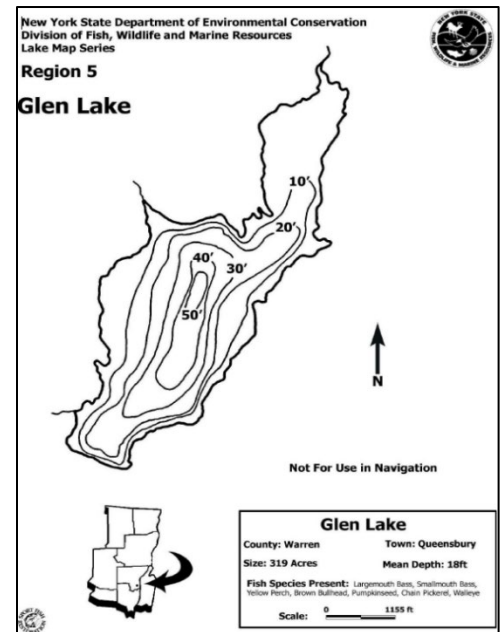 New York State Department of Environmental Conservation
Division of Fish, Wildlife and Marine Resources
Lake Map Series
Region 5
Glen Lake
10'
20'
40'
30'
50'
N
Not For Use in Navigation
Glen Lake
County: Warren Town: Queensbury
Size: 319 Acres Mean Depth: 18ft
Fish Species Present: Largemouth Bass, Smallmouth Bass,
Yellow Perch, Brown Bullhead, Pumpkinseed, Chain Pickerel, Walleye
Scale: 0 1155 ft